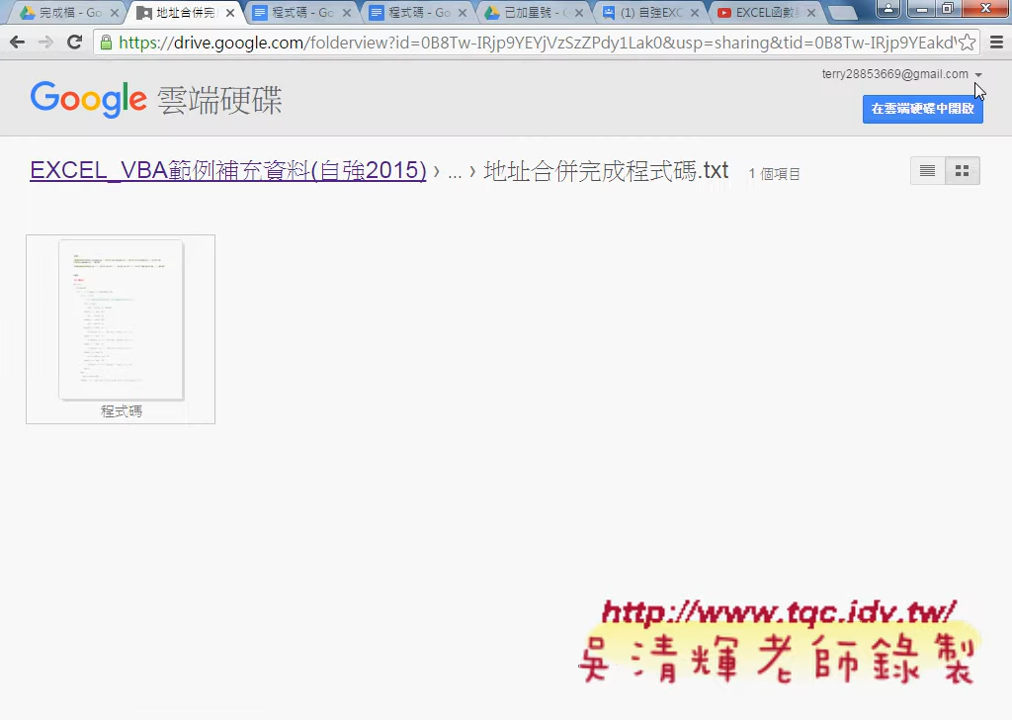 完成檔 - Go
地址合併完
程式碼 - Go
程式碼 - Go
已加星號 - G
(1) 自強EXC
EXCEL函數
https://drive.google.com/folderview?id=0B8Tw-IRjp9YEYjVzSzZPdy1Lak0&usp=sharing&tid=0B8Tw-IRjp9YEakdV
terry28853669@gmail.com
Google 雲端硬碟
在雲端硬碟中開啟
EXCEL_VBA範例補充資料(自強2015) › ... › 地址合併完成程式碼.txt 1 個項目
程式碼
http://www.tqc.idv.tw/
吳清輝老師錄製